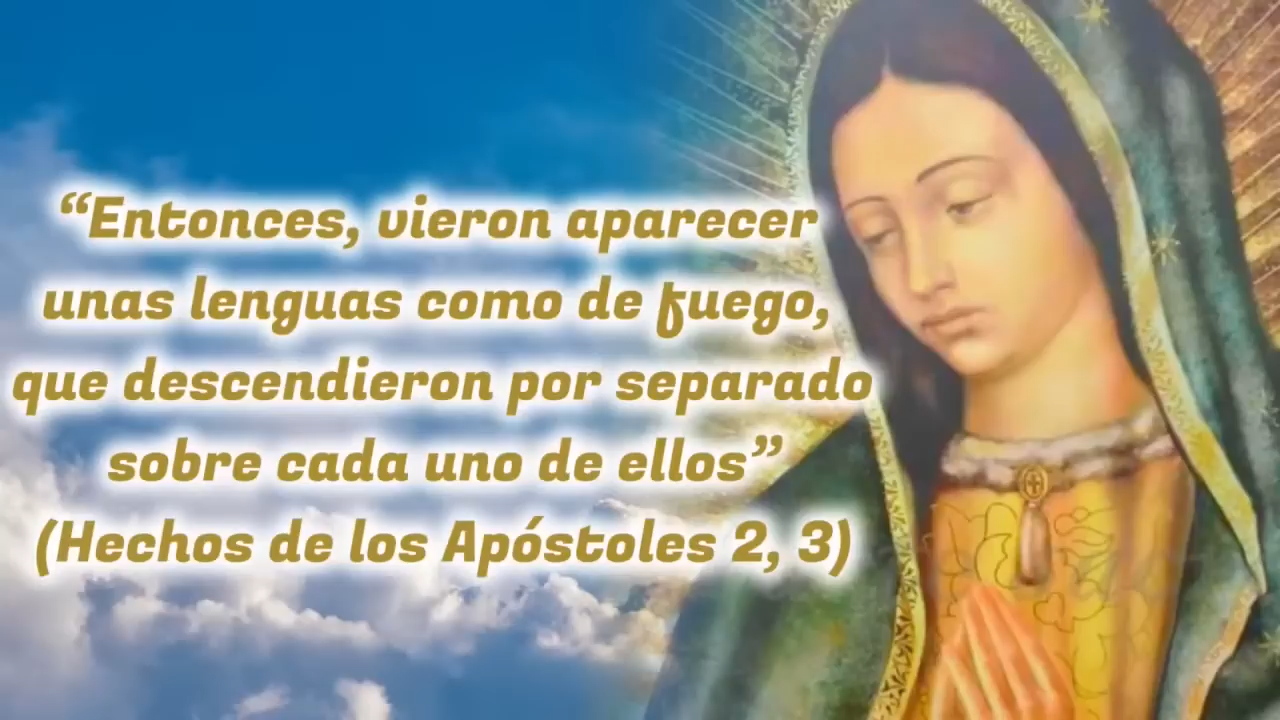 “Entonces, vieron aparecer
unas lenguas como de fuego,
que descendieron por separado
sobre cada uno de ellos”
(Hechos de los Apóstoles 2, 3)